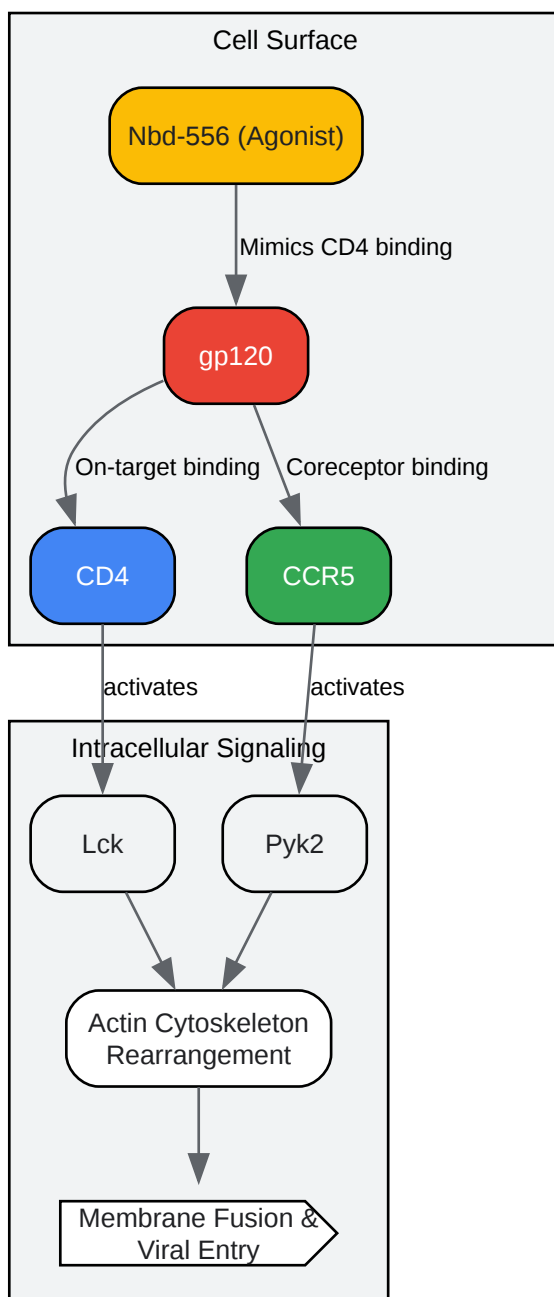 Cell Surface
Nbd-556 (Agonist)
Mimics CD4 binding
gp120
On-target binding
Coreceptor binding
CD4
CCR5
activates
activates
Intracellular Signaling
Lck
Pyk2
Actin Cytoskeleton
Rearrangement
Membrane Fusion &
Viral Entry